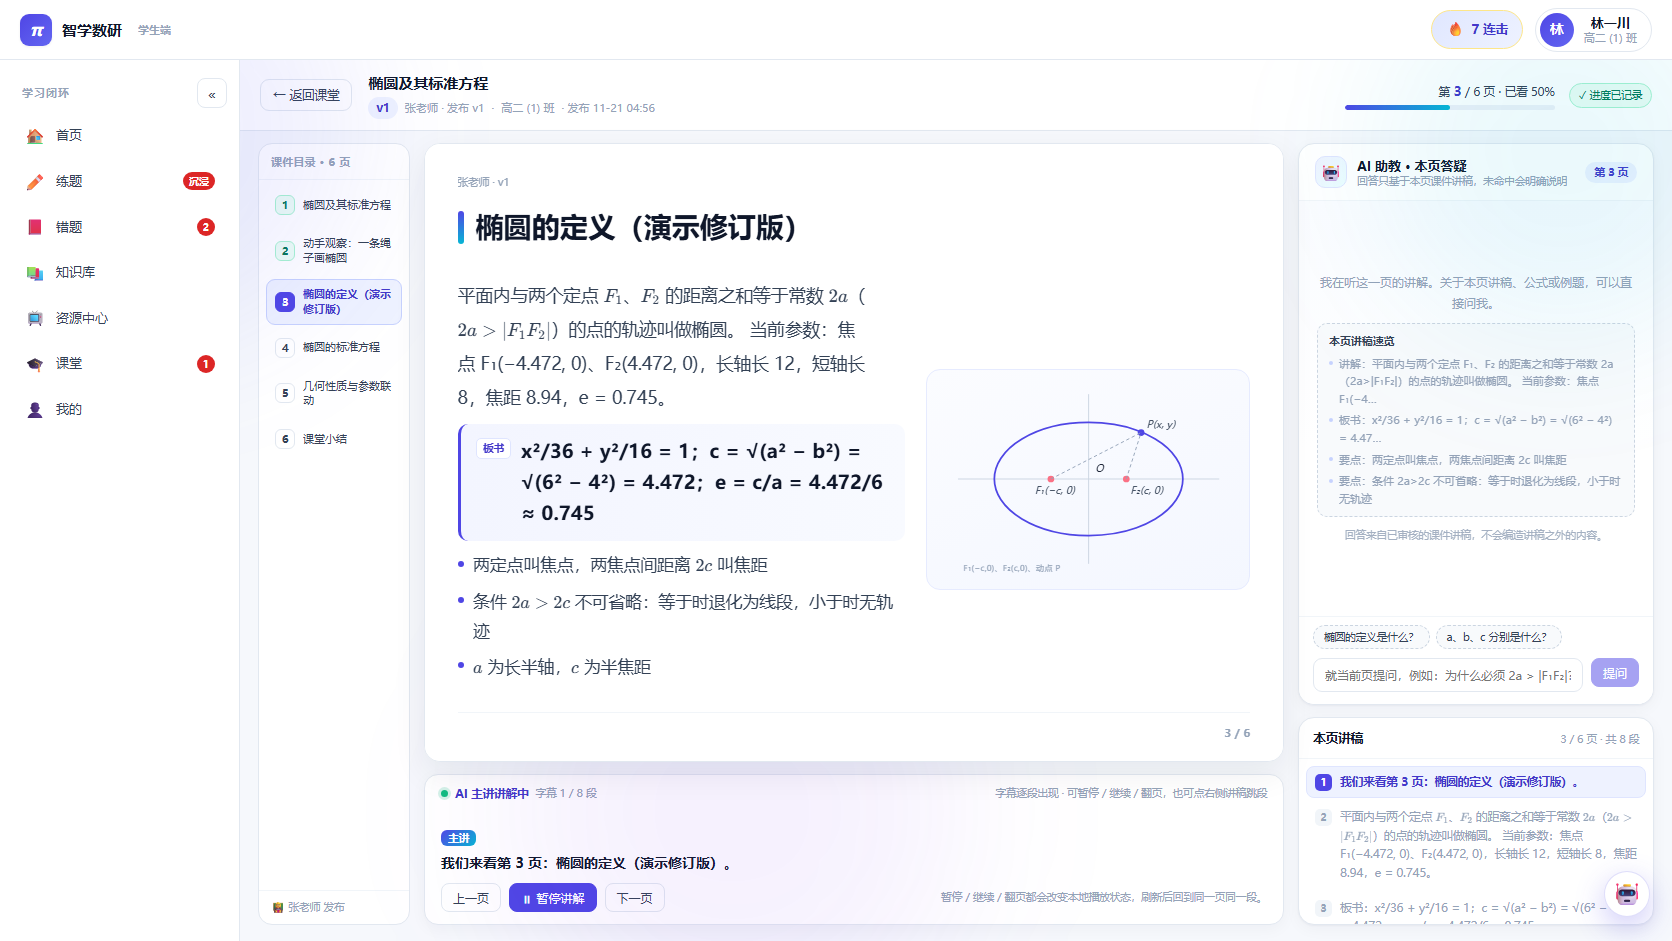 π 智学数研 学生端
🔥 7 连击
林 林一川
高二 (1) 班
学习闭环 «
首页
练题 沉浸
错题 2
知识库
资源中心
课堂 1
我的
← 返回课堂
椭圆及其标准方程
v1 张老师 · 发布 v1 · 高二 (1) 班 · 发布 11-21 04:56
第 3 / 6 页 · 已看 50%
✓ 进度已记录
课件目录 • 6 页
1 椭圆及其标准方程
2 动手观察：一条绳
子画椭圆
3 椭圆的定义（演示
修订版）
4 椭圆的标准方程
5 几何性质与参数联
动
6 课堂小结
张老师 发布
张老师 · v1
椭圆的定义（演示修订版）
平面内与两个定点 F₁、F₂ 的距离之和等于常数 2a（
2a > |F₁F₂|）的点的轨迹叫做椭圆。 当前参数：焦
点 F₁(−4.472, 0)、F₂(4.472, 0)，长轴长 12，短轴长
8，焦距 8.94，e = 0.745。
板书 x²/36 + y²/16 = 1；c = √(a² − b²) =
√(6² − 4²) = 4.472；e = c/a = 4.472/6
≈ 0.745
两定点叫焦点，两焦点间距离 2c 叫焦距
条件 2a > 2c 不可省略：等于时退化为线段，小于时无轨
迹
a 为长半轴，c 为半焦距
P(x, y)
O
F₁(−c, 0) F₂(c, 0)
F₁(−c,0)，F₂(c,0)，动点 P
3 / 6
AI 主讲讲解中 字幕 1 / 8 段
字幕逐段出现 · 可暂停 / 继续 / 翻页，也可点右侧讲稿跳段
主讲
我们来看第 3 页：椭圆的定义（演示修订版）。
上一页 ⏸ 暂停讲解 下一页
暂停 / 继续 / 翻页都会改变本地播放状态，刷新后回到同一页同一段。
AI 助教 • 本页答疑
回答只基于本页课件讲稿，未命中会明确说明
第 3 页
我在听这一页的讲解。关于本页讲稿、公式或例题，可以直
接问我。
本页讲稿速览
讲解：平面内与两个定点 F₁、F₂ 的距离之和等于常数 2a
（2a>|F₁F₂|）的点的轨迹叫做椭圆。 当前参数：焦点
F₁(−4...
板书：x²/36 + y²/16 = 1；c = √(a² − b²) = √(6² − 4²)
= 4.47...
要点：两定点叫焦点，两焦点间距离 2c 叫焦距
要点：条件 2a>2c 不可省略：等于时退化为线段，小于时
无轨迹
回答来自已审核的课件讲稿，不会编造讲稿之外的内容。
椭圆的定义是什么？ a、b、c 分别是什么？
就当前页提问，例如：为什么必须 2a > |F₁F₂|?
提问
本页讲稿 3 / 6 页 · 共 8 段
1 我们来看第 3 页：椭圆的定义（演示修订版）。
2 平面内与两个定点 F₁、F₂ 的距离之和等于常数 2a（2a >
|F₁F₂|）的点的轨迹叫做椭圆。 当前参数：焦点
F₁(−4.472, 0)、F₂(4.472, 0)，长轴长 12，短轴长 8，焦距
8.94，e = 0.745。
3 板书：x²/36 + y²/16 = 1；c = √(a² − b²) = √(6² −